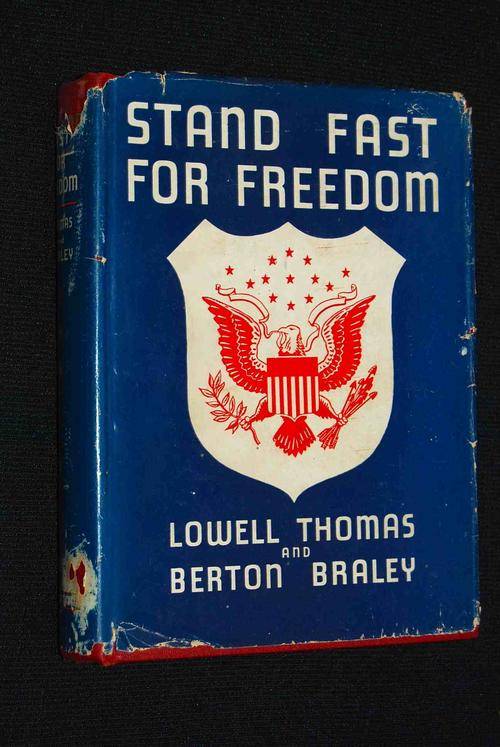 STAND FAST
FOR FREEDOM
LOWELL THOMAS
AND
BERTON BRALEY